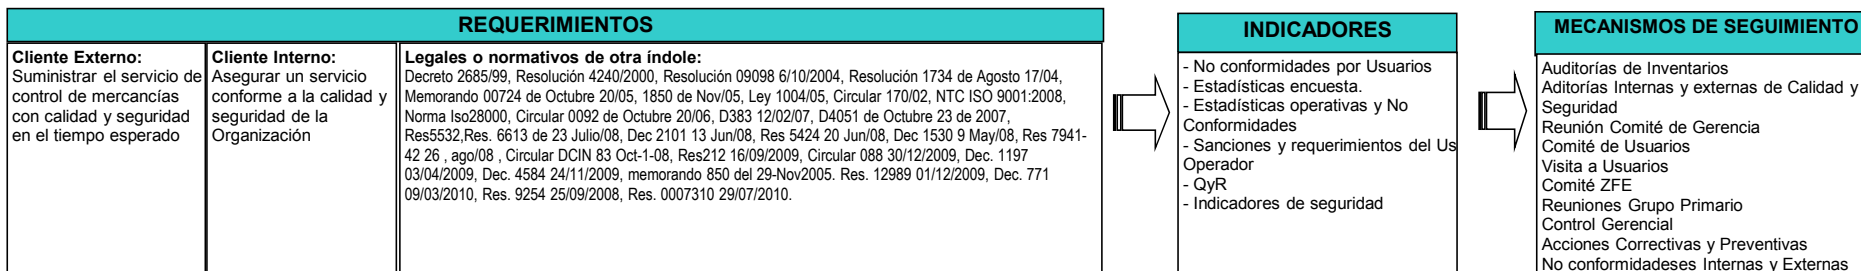 REQUERIMIENTOS
Cliente Externo:
Suministrar el servicio de
control de mercancías
con calidad y seguridad
en el tiempo esperado
Cliente Interno:
Asegurar un servicio
conforme a la calidad y
seguridad de la
Organización
Legales o normativos de otra índole:
Decreto 2685/99, Resolución 4240/2000, Resolución 09098 6/10/2004, Resolución 1734 de Agosto 17/04,
Memorando 00724 de Octubre 20/05, 1850 de Nov/05, Ley 1004/05, Circular 170/02, NTC ISO 9001:2008,
Norma Iso28000, Circular 0092 de Octubre 20/06, D383 12/02/07, D4051 de Octubre 23 de 2007,
Res5532,Res. 6613 de 23 Julio/08, Dec 2101 13 Jun/08, Res 5424 20 Jun/08, Dec 1530 9 May/08, Res 7941-
42 26 , ago/08 , Circular DCIN 83 Oct-1-08, Res212 16/09/2009, Circular 088 30/12/2009, Dec. 1197
03/04/2009, Dec. 4584 24/11/2009, memorando 850 del 29-Nov2005. Res. 12989 01/12/2009, Dec. 771
09/03/2010, Res. 9254 25/09/2008, Res. 0007310 29/07/2010.
INDICADORES
- No conformidades por Usuarios
- Estadísticas encuesta.
- Estadísticas operativas y No
Conformidades
- Sanciones y requerimientos del Us
Operador
- QyR
- Indicadores de seguridad
MECANISMOS DE SEGUIMIENTO
Auditorías de Inventarios
Aditorías Internas y externas de Calidad y
Seguridad
Reunión Comité de Gerencia
Comité de Usuarios
Visita a Usuarios
Comité ZFE
Reuniones Grupo Primario
Control Gerencial
Acciones Correctivas y Preventivas
No conformidadeses Internas y Externas